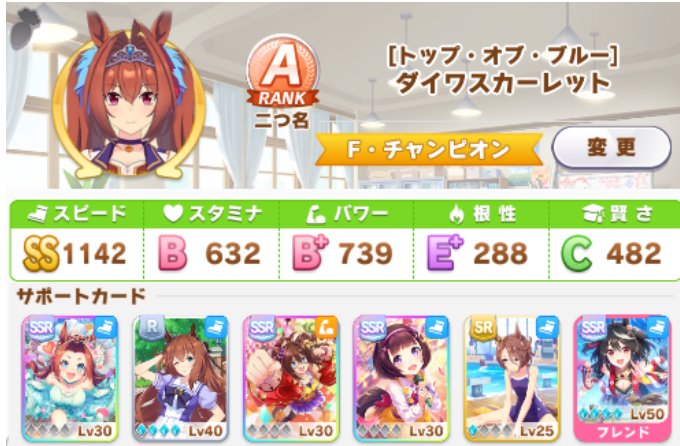 A
RANK
二つ名
[トップ・オブ・ブルー]
ダイワスカーレット
F・チャンピオン
変更
スピード スタミナ パワー 根性 賢さ
SS 1142 B 632 B+ 739 E+ 288 C 482
サポートカード
SSR R SSR SSR SR SSR
Lv30 Lv40 Lv30 Lv30 Lv25 Lv50
フレンド